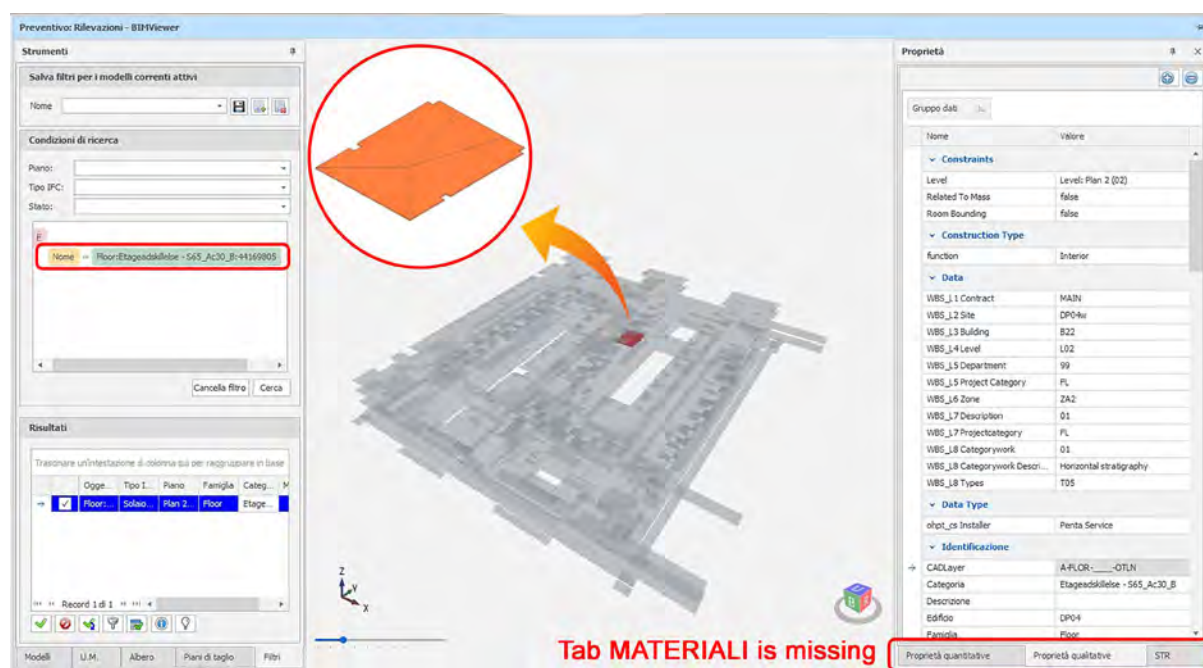 Preventivo: Rilevazioni - BIMViewer
Strumenti
Salva filtri per i modelli correnti attivi
Nome
Condizioni di ricerca
Piano:
Tipo IFC:
Stato:
E
Nome = Floor:Etageadskillelse - S65_Ac30_B:44169805
Cancella filtro Cerca
Risultati
Trascinare un'intestazione di colonna qui per raggruppare in base
Ogge... Tipo I... Piano Famiglia Categ... M
Floor:... Solaio... Plan 2... Floor Etage...
Record 1 di 1
Modelli U.M. Albero Piani di taglio Filtri
Z
Y
X
Tab MATERIALI is missing
Proprietà
Gruppo dati
Nome Valore
Constraints
Level Level: Plan 2 (02)
Related To Mass false
Room Bounding false
Construction Type
function Interior
Data
WBS_L1 Contract MAIN
WBS_L2 Site DP04w
WBS_L3 Building B22
WBS_L4 Level L02
WBS_L5 Department 99
WBS_L5 Project Category FL
WBS_L6 Zone ZA2
WBS_L7 Description 01
WBS_L7 Projectcategory FL
WBS_L8 Categorywork 01
WBS_L8 Categorywork Descri... Horizontal stratigraphy
WBS_L8 Types T05
Data Type
ohpt_cs Installer Penta Service
Identificazione
CADLayer A-FLOR-____-OTLN
Categoria Etageadskillelse - S65_Ac30_B
Descrizione
Edificio DP04
Famiglia Floor
Proprietà quantitative Proprietà qualitative STR